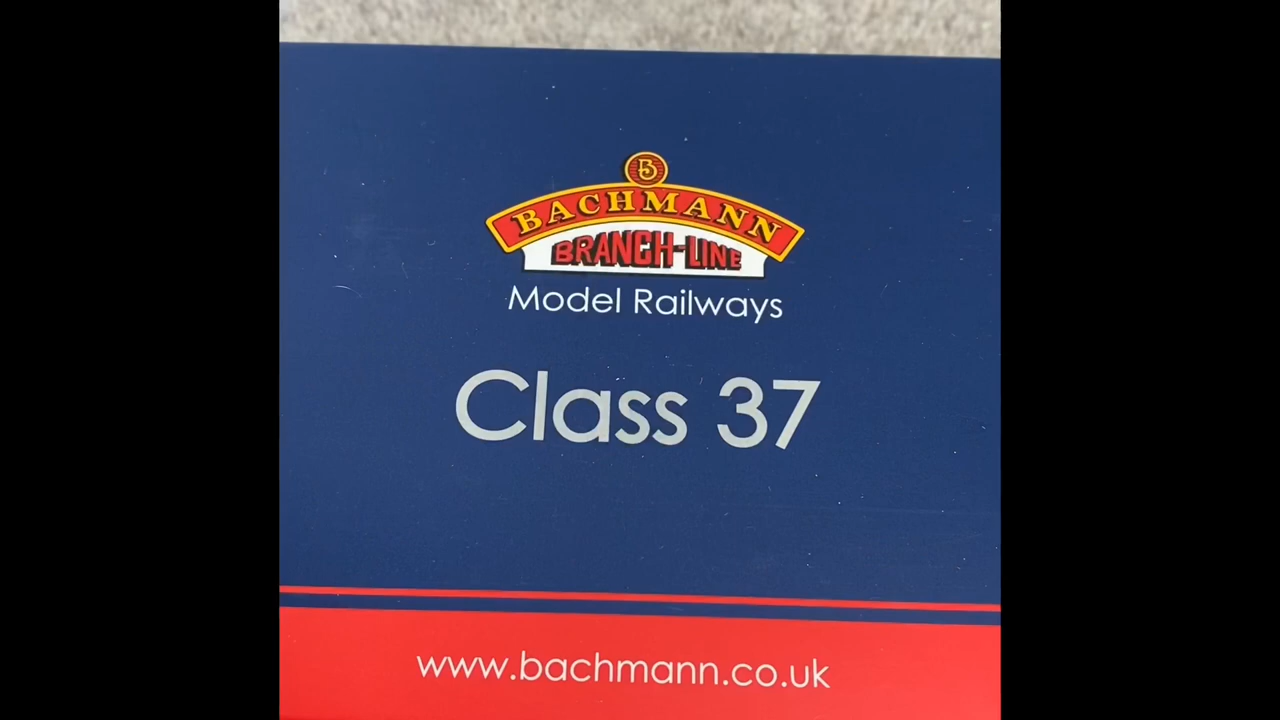 B
BACHMANN
BRANCH-LINE
Model Railways
Class 37
www.bachmann.co.uk